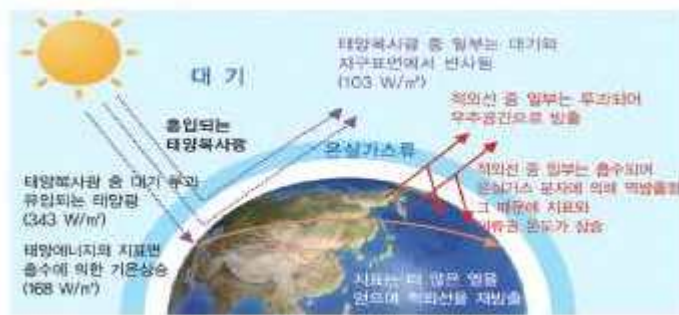 태양복사광 중 일부는 대기와
지구표면에서 반사됨
(103 W/㎡)
대 기
적외선 중 일부는 투과되어
우주공간으로 방출
흡입되는
태양복사광
온실가스류
태양복사광 중 대기 투과
유입되는 태양광
(343 W/㎡)
적외선 중 일부는 흡수되어
온실가스 분자에 의해 역방출됨
그 때문에 지표와
온도가 상승
태양에너지와 지표면
흡수에 의한 기온상승
(168 W/㎡)
지표는 더 많은 열을
얻으며 적외선을 재방출